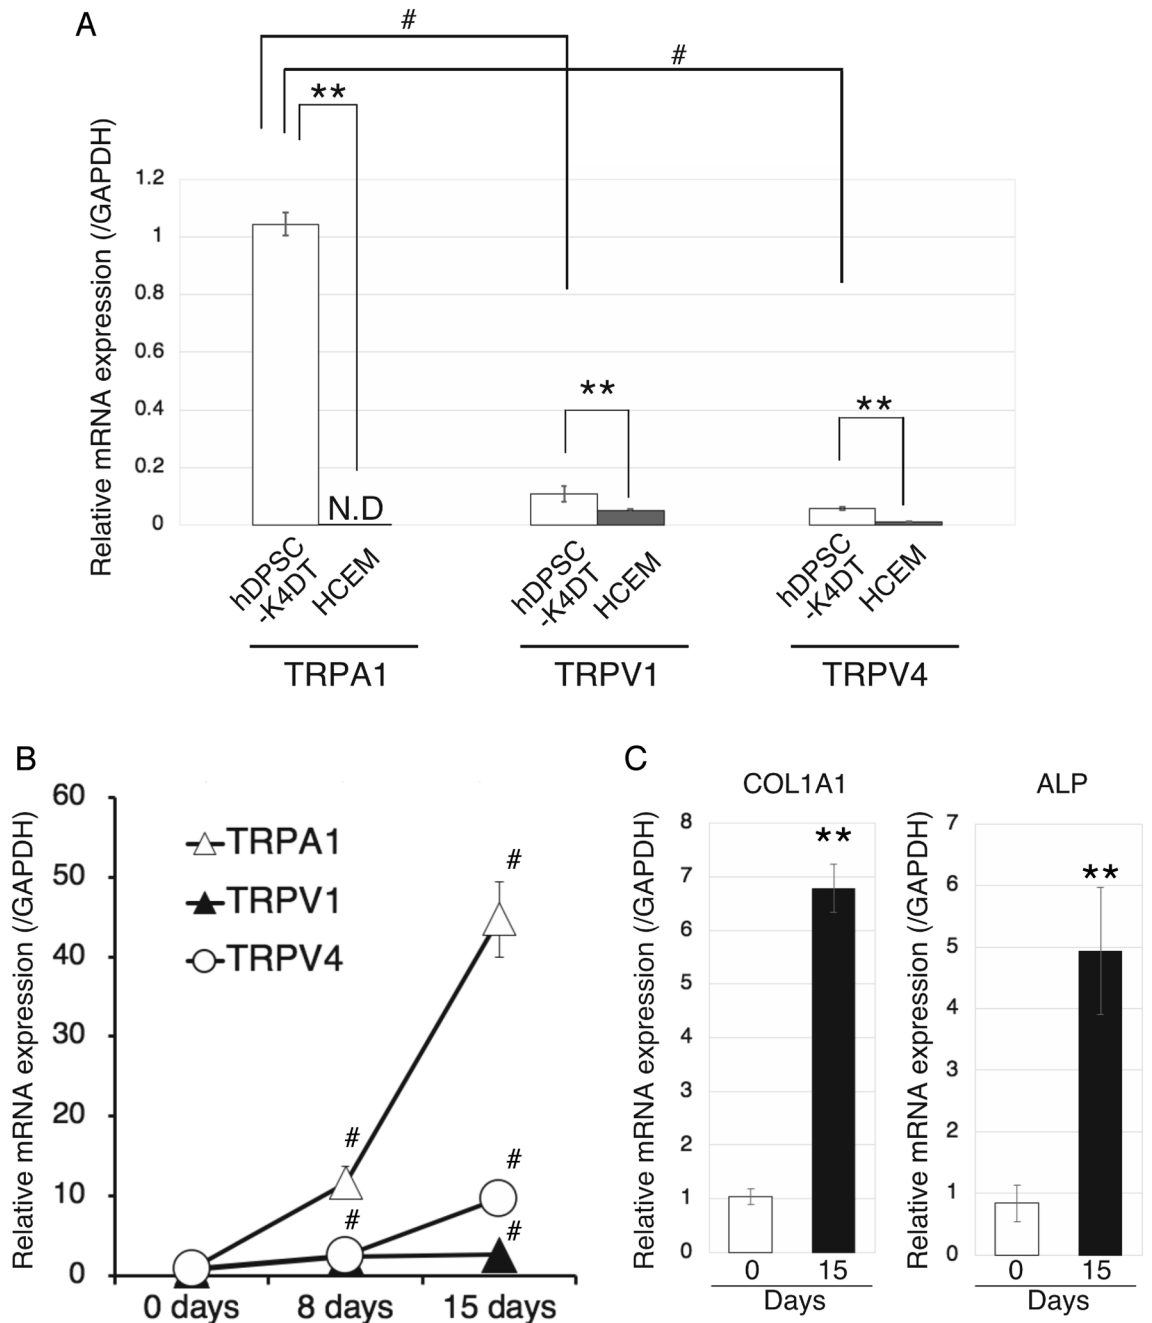 A
#
#
**
Relative mRNA expression (/GAPDH)
1.2
1
0.8
0.6
0.4
0.2
0
N.D
**
**
hDPSC
-K4DT
HCEM
hDPSC
-K4DT
HCEM
hDPSC
-K4DT
HCEM
TRPA1
TRPV1
TRPV4
B
Relative mRNA expression (/GAPDH)
60
50
40
30
20
10
0
TRPA1
TRPV1
TRPV4
#
#
#
#
#
0 days
8 days
15 days
C
COL1A1
Relative mRNA expression (/GAPDH)
8
7
6
5
4
3
2
1
0
**
0
15
Days
ALP
Relative mRNA expression (/GAPDH)
7
6
5
4
3
2
1
0
**
0
15
Days